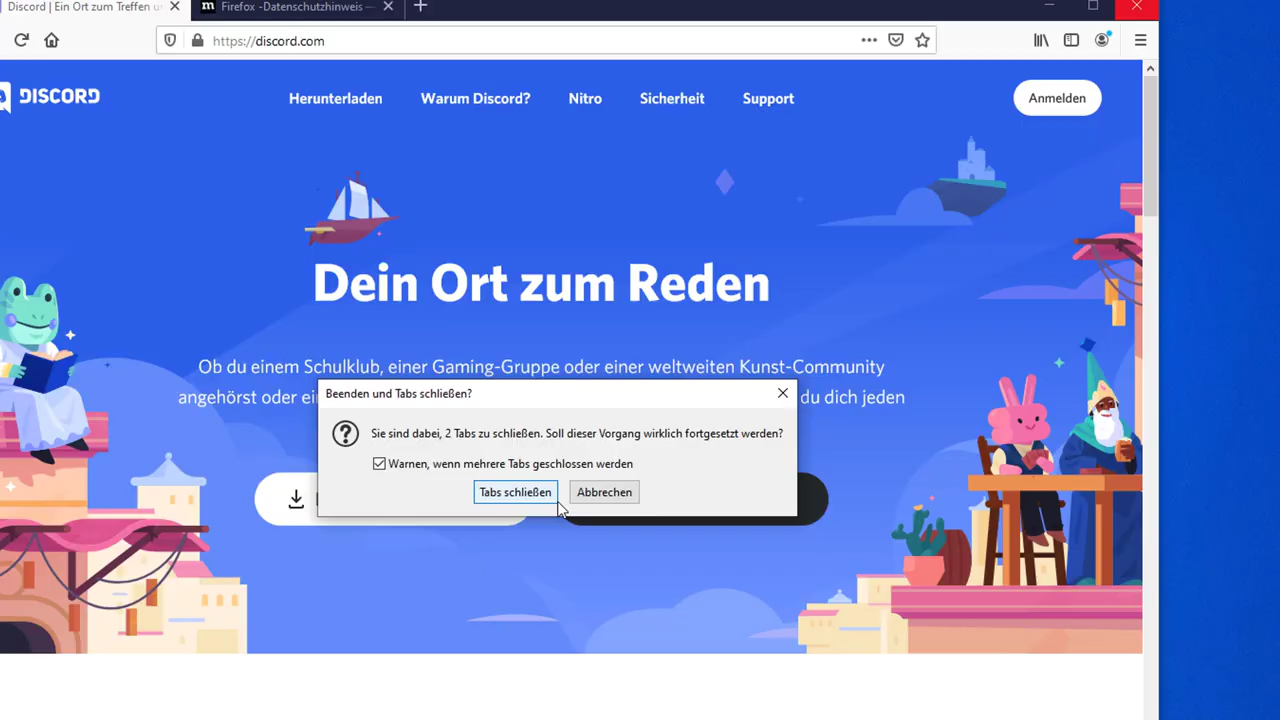 Discord | Ein Ort zum Treffen u
m Firefox -Datenschutzhinweis —
https://discord.com
DISCORD
Herunterladen
Warum Discord?
Nitro
Sicherheit
Support
Anmelden
Dein Ort zum Reden
Ob du einem Schulklub, einer Gaming-Gruppe oder einer weltweiten Kunst-Community
angehörst oder ei
du dich jeden
Beenden und Tabs schließen?
Sie sind dabei, 2 Tabs zu schließen. Soll dieser Vorgang wirklich fortgesetzt werden?
Warnen, wenn mehrere Tabs geschlossen werden
Tabs schließen
Abbrechen